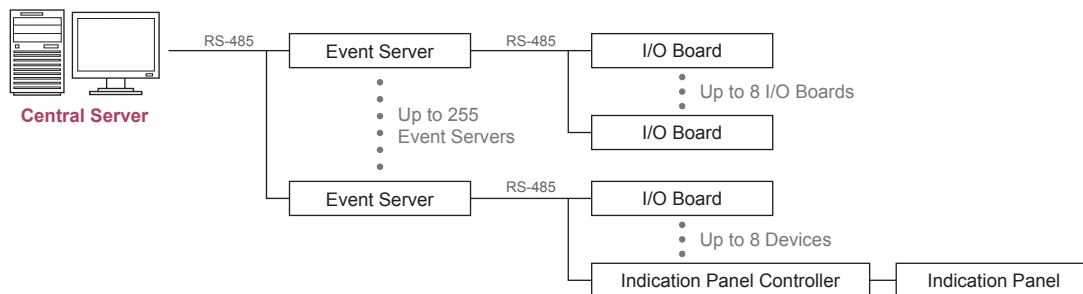 RS-485
Event Server
RS-485
I/O Board
Up to 8 I/O Boards
Central Server
Up to 255
Event Servers
I/O Board
Event Server
RS-485
I/O Board
Up to 8 Devices
Indication Panel Controller
Indication Panel